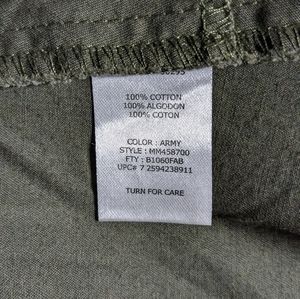 100% COTTON
100% ALGODON
100% COTON
COLOR : ARMY
STYLE : MM458700
FTY : B1060FAB
UPC# 7 2594238911
TURN FOR CARE